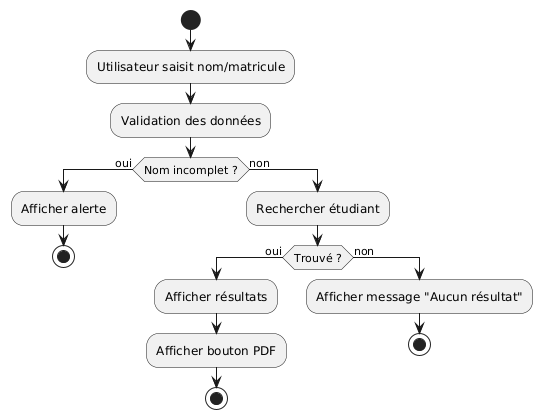 Utilisateur saisit nom/matricule
Validation des données
oui
Nom incomplet ?
non
Afficher alerte
Rechercher étudiant
oui
Trouvé ?
non
Afficher résultats
Afficher message "Aucun résultat"
Afficher bouton PDF